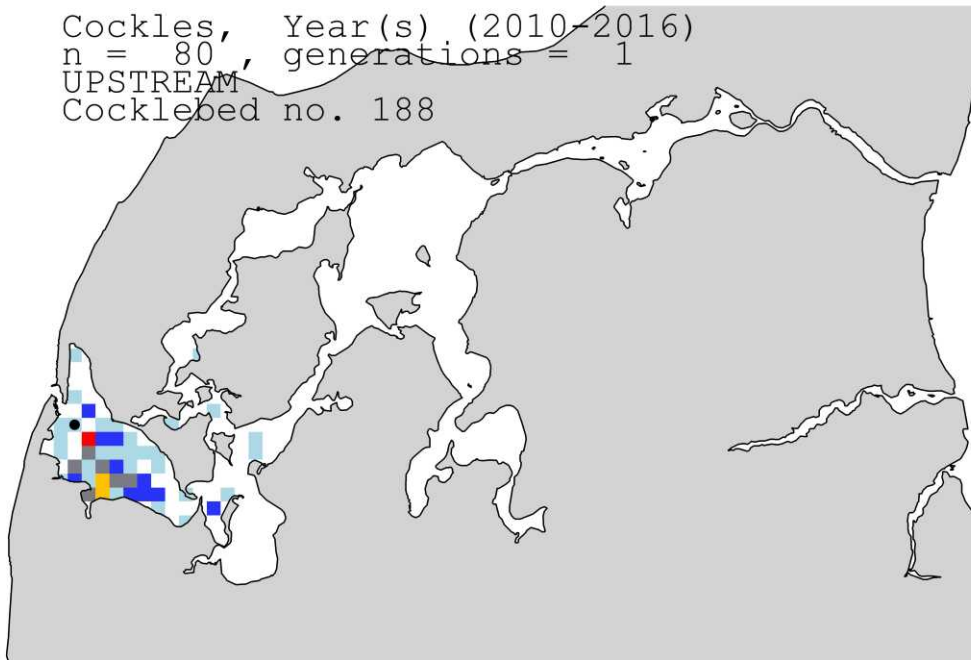 Cockles, Year(s) (2010-2016)
n = 80 , generations = 1
UPSTREAM
Cocklebed no. 188